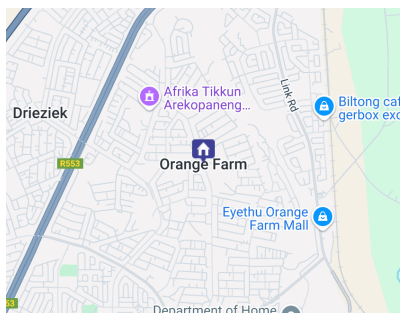 Afrika Tikkun
Arekopaneng...
Link Rd
Biltong caf
gerbox exc
Drieziek
R553
Orange Farm
Eyethu Orange
Farm Mall
53
Department of Home